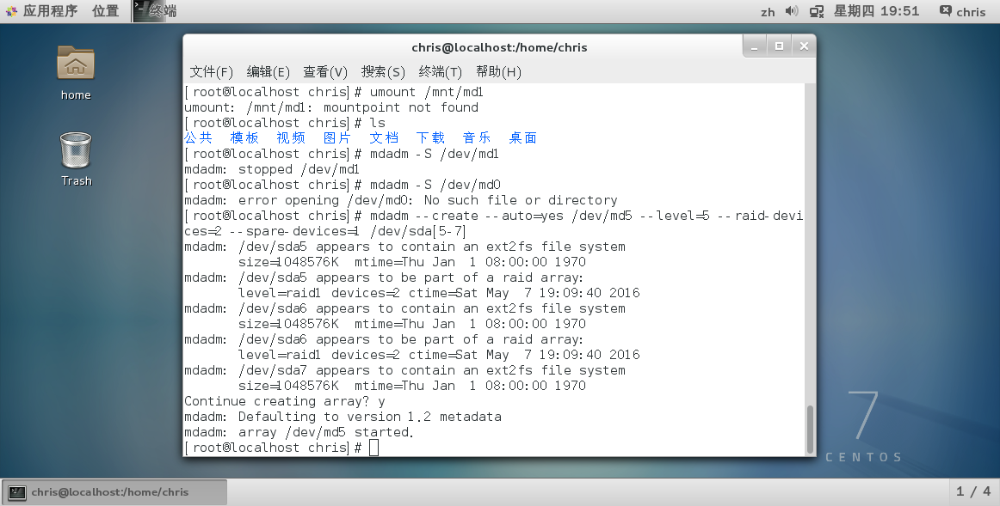 应用程序 位置 终端 zh 星期四 19:51 chris
home
Trash
chris@localhost:/home/chris
文件(F) 编辑(E) 查看(V) 搜索(S) 终端(T) 帮助(H)
[root@localhost chris]# umount /mnt/md1
umount: /mnt/md1: mountpoint not found
[root@localhost chris]# ls
公共 模板 视频 图片 文档 下载 音乐 桌面
[root@localhost chris]# mdadm -S /dev/md1
mdadm: stopped /dev/md1
[root@localhost chris]# mdadm -S /dev/md0
mdadm: error opening /dev/md0: No such file or directory
[root@localhost chris]# mdadm --create --auto=yes /dev/md5 --level=5 --raid-devi
ces=2 --spare-devices=1 /dev/sda[5-7]
mdadm: /dev/sda5 appears to contain an ext2fs file system
size=1048576K mtime=Thu Jan 1 08:00:00 1970
mdadm: /dev/sda5 appears to be part of a raid array:
level=raid1 devices=2 ctime=Sat May 7 19:09:40 2016
mdadm: /dev/sda6 appears to contain an ext2fs file system
size=1048576K mtime=Thu Jan 1 08:00:00 1970
mdadm: /dev/sda6 appears to be part of a raid array:
level=raid1 devices=2 ctime=Sat May 7 19:09:40 2016
mdadm: /dev/sda7 appears to contain an ext2fs file system
size=1048576K mtime=Thu Jan 1 08:00:00 1970
Continue creating array? y
mdadm: Defaulting to version 1.2 metadata
mdadm: array /dev/md5 started.
[root@localhost chris]#
7
CENTOS
chris@localhost:/home/chris
1 / 4